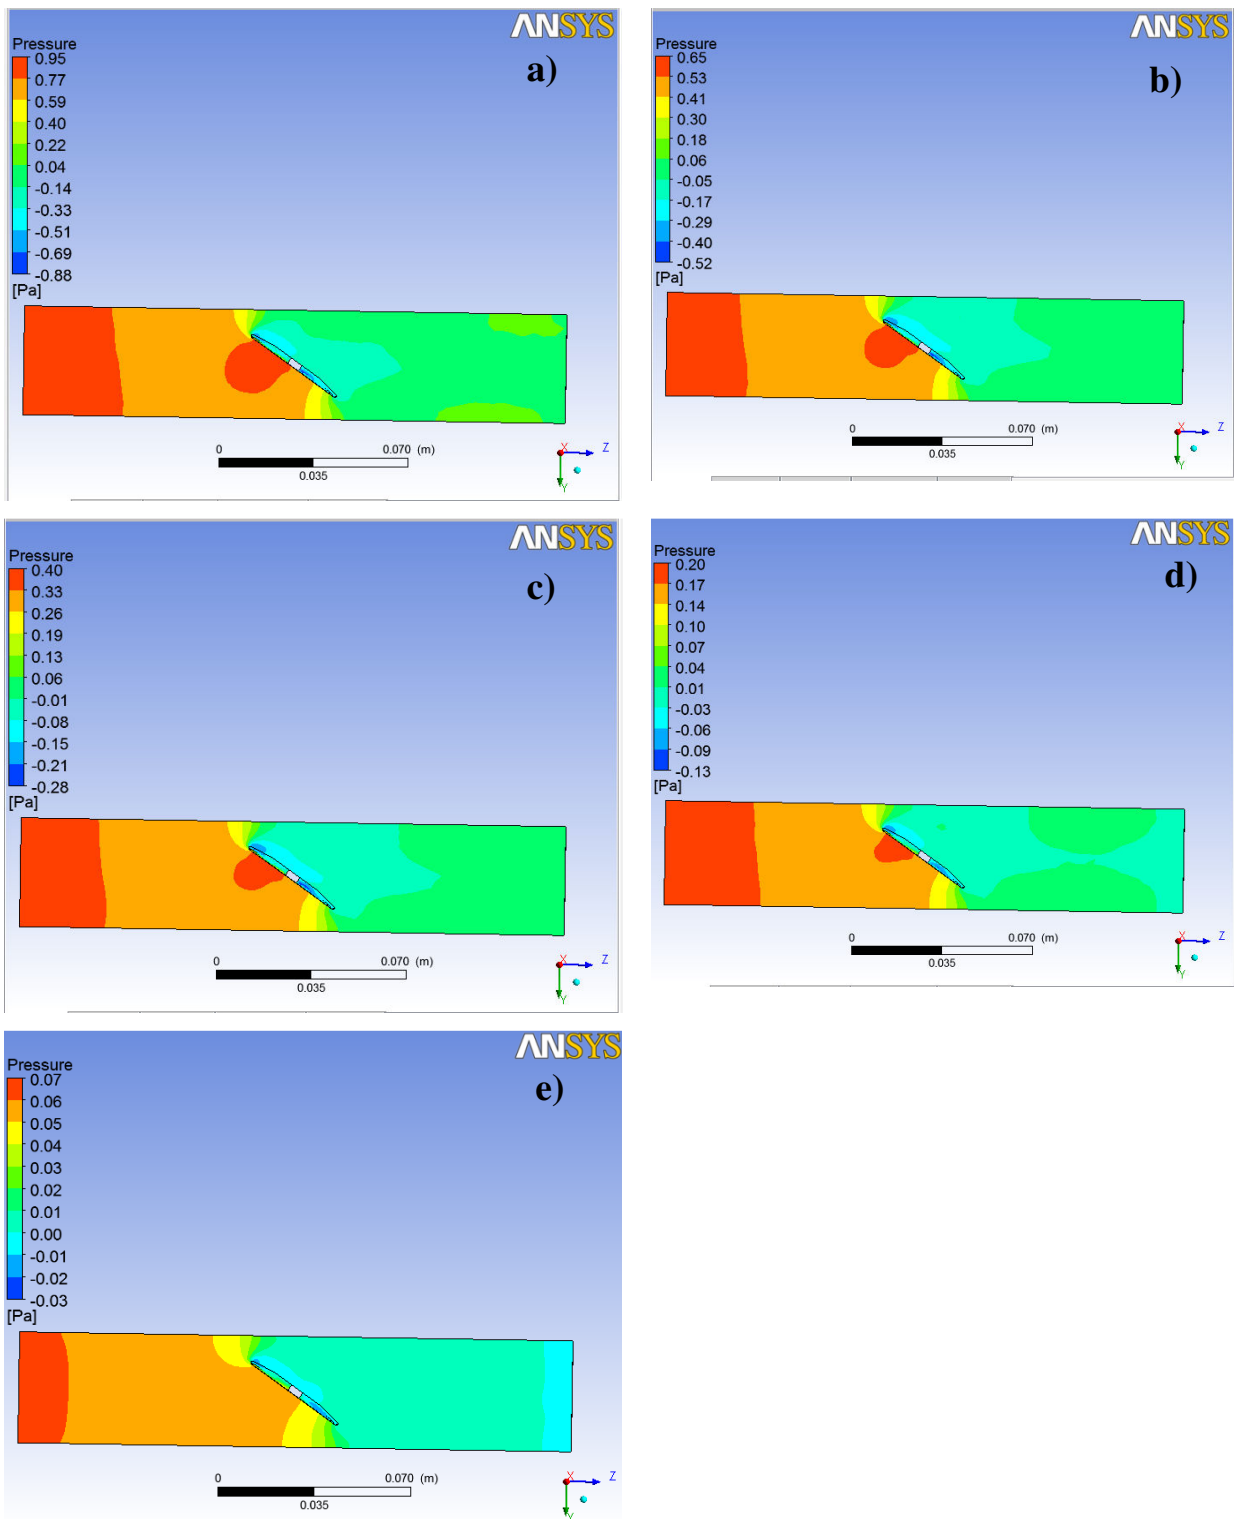 ANSYS
Pressure
0.95
0.77
0.59
0.40
0.22
0.04
-0.14
-0.33
-0.51
-0.69
-0.88
[Pa]
a)
0 0.070 (m)
0.035
X Z
Y
ANSYS
Pressure
0.65
0.53
0.41
0.30
0.18
0.06
-0.05
-0.17
-0.29
-0.40
-0.52
[Pa]
b)
0 0.070 (m)
0.035
X Z
Y
ANSYS
Pressure
0.40
0.33
0.26
0.19
0.13
0.06
-0.01
-0.08
-0.15
-0.21
-0.28
[Pa]
c)
0 0.070 (m)
0.035
X Z
Y
ANSYS
Pressure
0.20
0.17
0.14
0.10
0.07
0.04
0.01
-0.03
-0.06
-0.09
-0.13
[Pa]
d)
0 0.070 (m)
0.035
X Z
Y
ANSYS
Pressure
0.07
0.06
0.05
0.04
0.03
0.02
0.01
0.00
-0.01
-0.02
-0.03
[Pa]
e)
0 0.070 (m)
0.035
X Z
Y